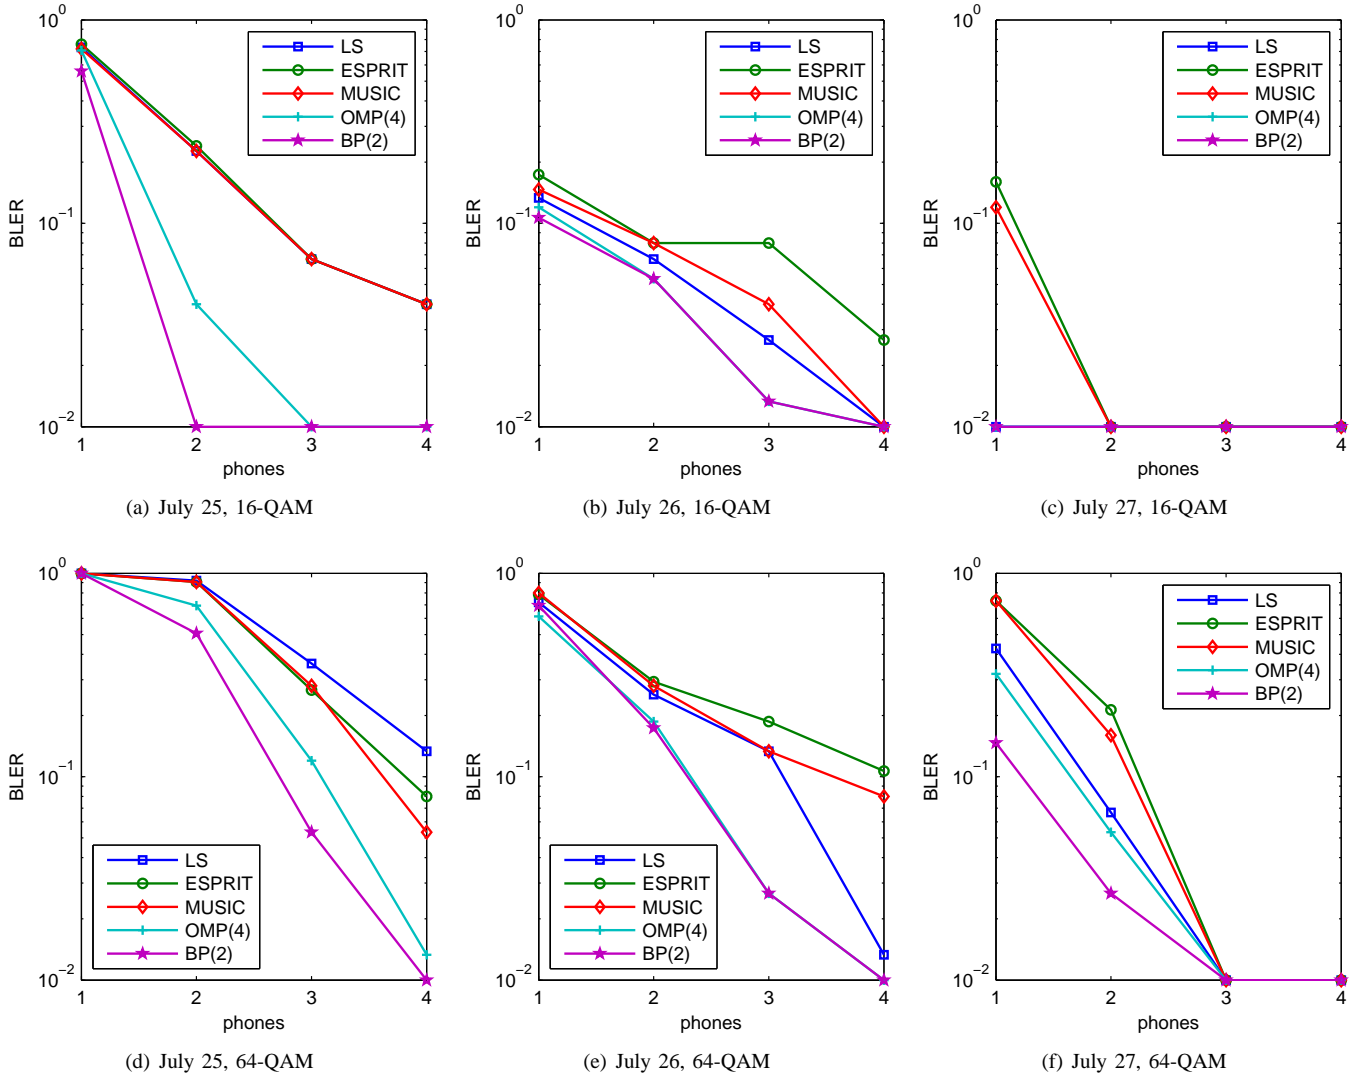 10^0
10^-1
10^-2
BLER
1 2 3 4
phones
LS
ESPRIT
MUSIC
OMP(4)
BP(2)
(a) July 25, 16-QAM
10^0
10^-1
10^-2
BLER
1 2 3 4
phones
LS
ESPRIT
MUSIC
OMP(4)
BP(2)
(b) July 26, 16-QAM
10^0
10^-1
10^-2
BLER
1 2 3 4
phones
LS
ESPRIT
MUSIC
OMP(4)
BP(2)
(c) July 27, 16-QAM
10^0
10^-1
10^-2
BLER
1 2 3 4
phones
LS
ESPRIT
MUSIC
OMP(4)
BP(2)
(d) July 25, 64-QAM
10^0
10^-1
10^-2
BLER
1 2 3 4
phones
LS
ESPRIT
MUSIC
OMP(4)
BP(2)
(e) July 26, 64-QAM
10^0
10^-1
10^-2
BLER
1 2 3 4
phones
LS
ESPRIT
MUSIC
OMP(4)
BP(2)
(f) July 27, 64-QAM